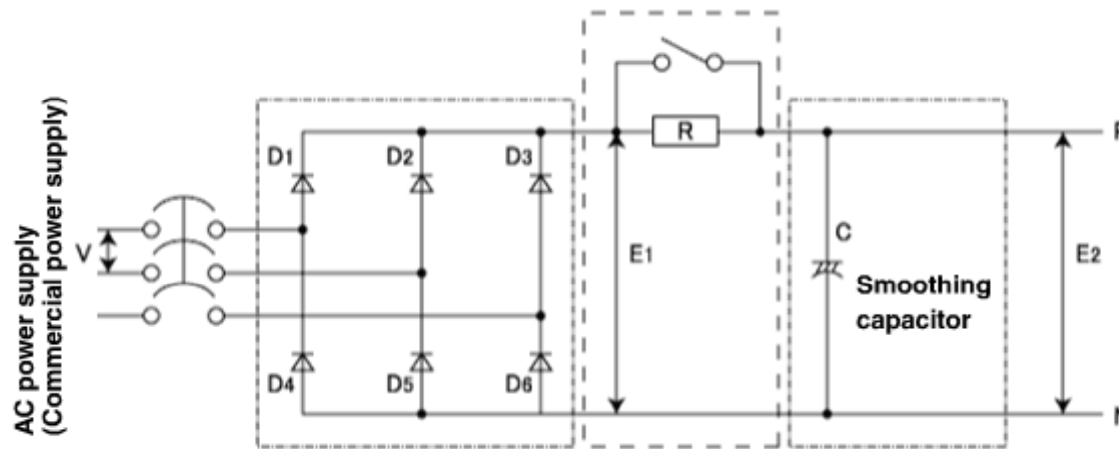 AC power supply
(Commercial power supply)
V
D1
D2
D3
D4
D5
D6
R
E1
C
Smoothing
capacitor
E2